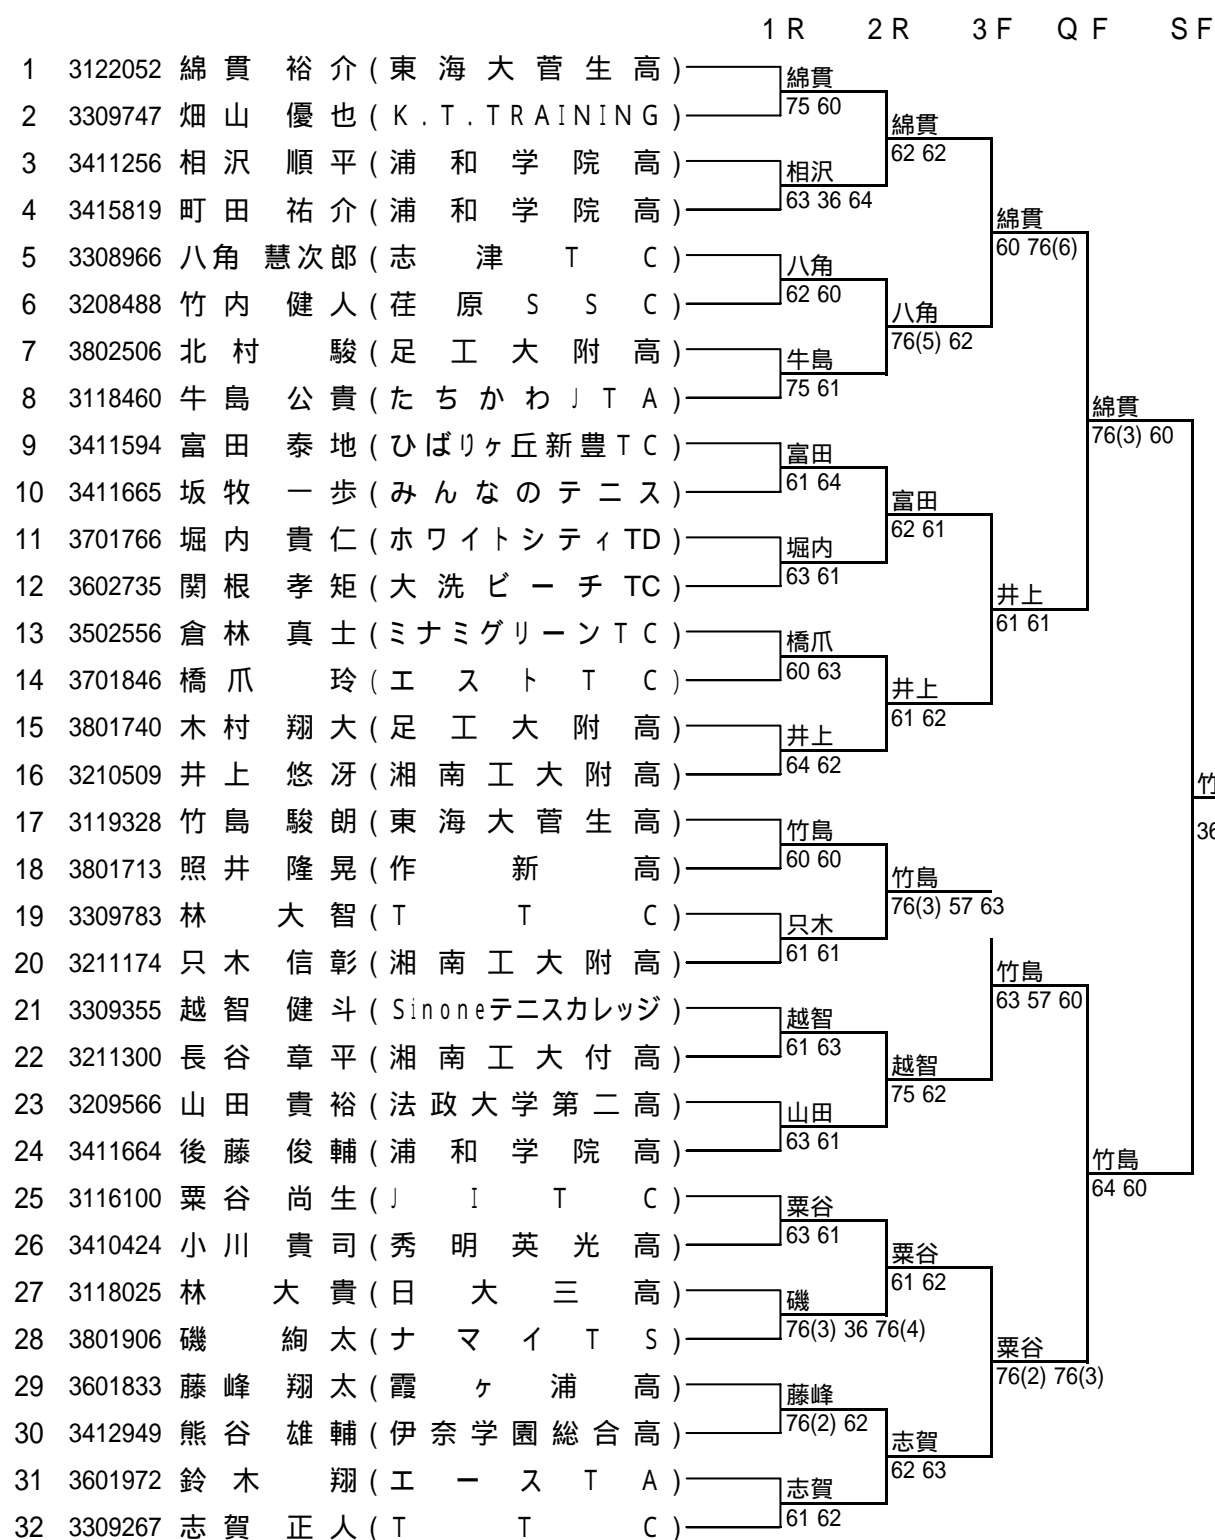 1 R 2 R 3 F Q F S F
1 3122052 綿貫 裕介 (東海大菅生高)
綿貫
2 3309747 畑山 優也 (K.T.TRAINING)
75 60
綿貫
3 3411256 相沢 順平 (浦和学院高)
62 62
相沢
4 3415819 町田 祐介 (浦和学院高)
63 36 64
綿貫
5 3308966 八角 慧次郎 (志津TC)
60 76(6)
八角
6 3208488 竹内 健人 (荏原SSC)
62 60
八角
7 3802506 北村 駿 (足工大附高)
76(5) 62
牛島
8 3118460 牛島 公貴 (たちかわJTA)
75 61
綿貫
9 3411594 富田 泰地 (ひばりヶ丘新豊TC)
76(3) 60
富田
10 3411665 坂牧 一歩 (みんなのテニス)
61 64
富田
11 3701766 堀内 貴仁 (ホワイトシティTD)
62 61
堀内
12 3602735 関根 孝矩 (大洗ビーチTC)
63 61
井上
13 3502556 倉林 真士 (ミナミグリーンTC)
61 61
橋爪
14 3701846 橋爪 玲 (エストTC)
60 63
井上
15 3801740 木村 翔大 (足工大附高)
61 62
井上
16 3210509 井上 悠冴 (湘南工大附高)
64 62
竹
17 3119328 竹島 駿朗 (東海大菅生高)
36
竹島
18 3801713 照井 隆晃 (作新高)
60 60
竹島
19 3309783 林 大智 (TTC)
76(3) 57 63
只木
20 3211174 只木 信彰 (湘南工大附高)
61 61
竹島
21 3309355 越智 健斗 (Sinoneテニスカレッジ)
63 57 60
越智
22 3211300 長谷 章平 (湘南工大付高)
61 63
越智
23 3209566 山田 貴裕 (法政大学第二高)
75 62
山田
24 3411664 後藤 俊輔 (浦和学院高)
63 61
竹島
25 3116100 粟谷 尚生 (JITC)
64 60
粟谷
26 3410424 小川 貴司 (秀明英光高)
63 61
粟谷
27 3118025 林 大貴 (日大三高)
61 62
磯
28 3801906 磯 絢太 (ナマイTS)
76(3) 36 76(4)
粟谷
29 3601833 藤峰 翔太 (霞ヶ浦高)
76(2) 76(3)
藤峰
30 3412949 熊谷 雄輔 (伊奈学園総合高)
76(2) 62
志賀
31 3601972 鈴木 翔 (エースTA)
62 63
志賀
32 3309267 志賀 正人 (TTC)
61 62